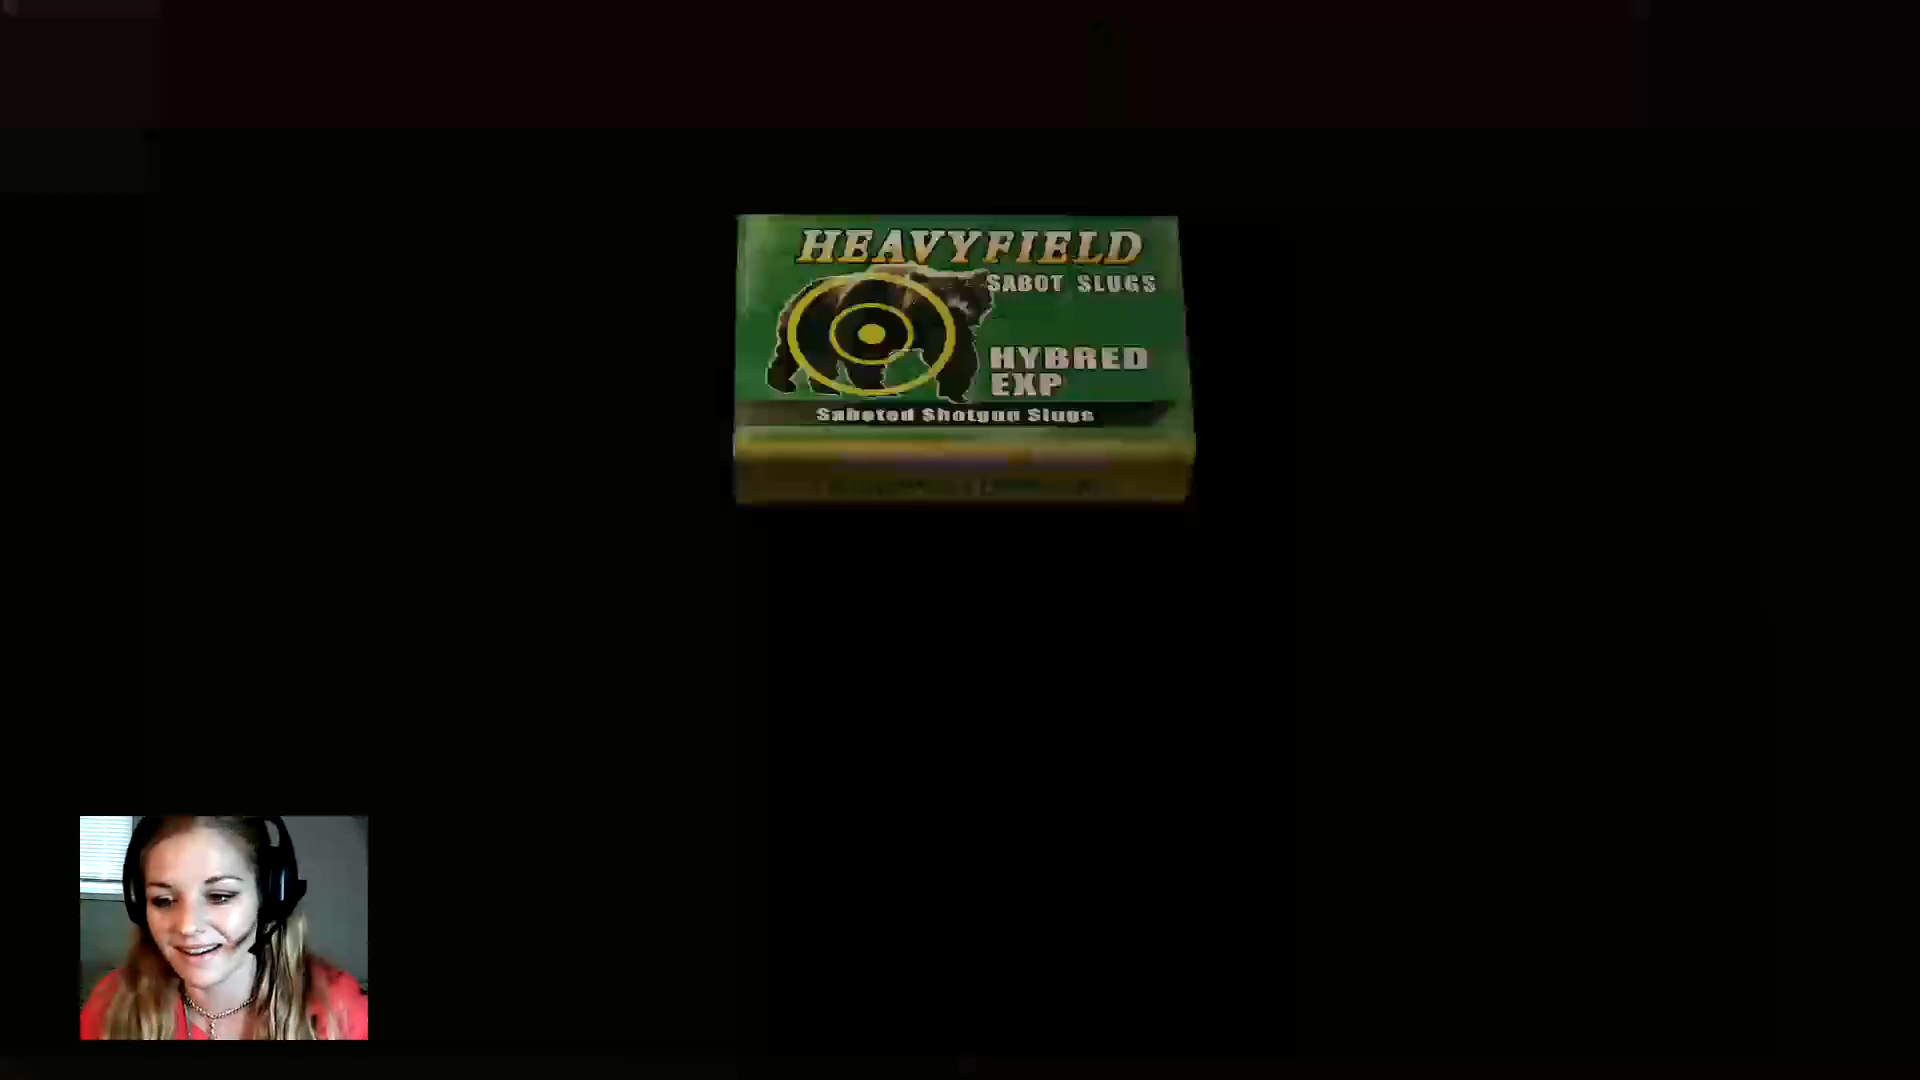 HEAVYFIELD
SABOT SLUGS
HYBRED
EXP
Saboted Shotgun Slugs